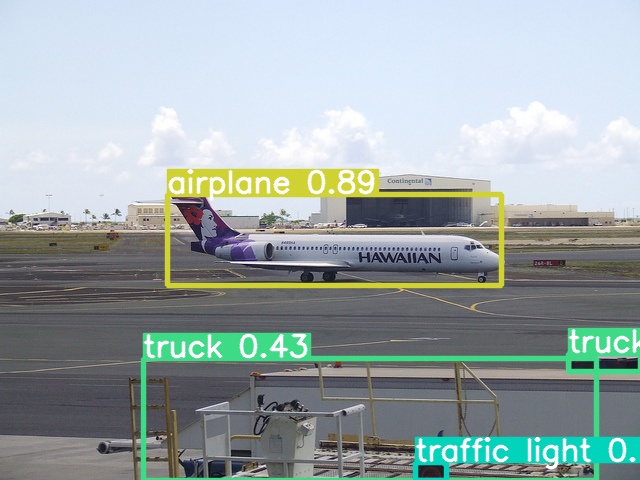 airplane 0.89
Continental
HAWAIIAN
truck 0.43
truck
traffic light 0.